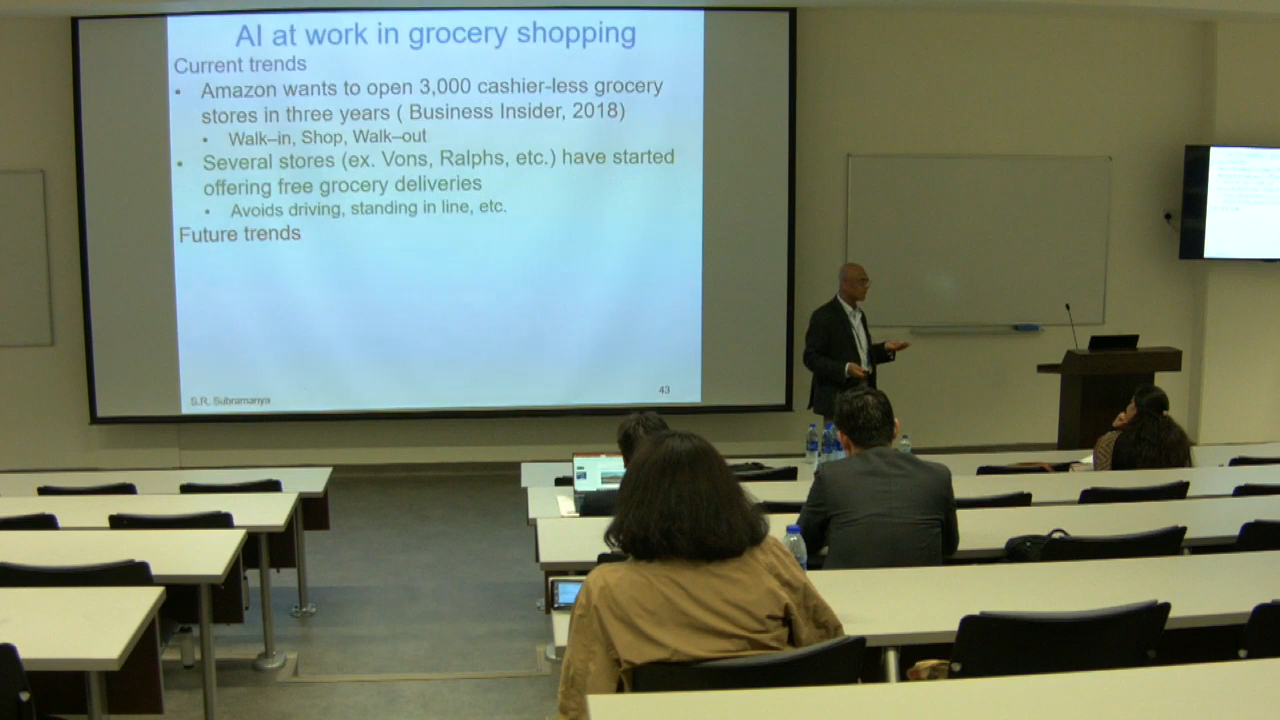 AI at work in grocery shopping
Current trends
• Amazon wants to open 3,000 cashier-less grocery
stores in three years ( Business Insider, 2018)
• Walk–in, Shop, Walk–out
• Several stores (ex. Vons, Ralphs, etc.) have started
offering free grocery deliveries
• Avoids driving, standing in line, etc.
Future trends
S.R. Subramanya
43